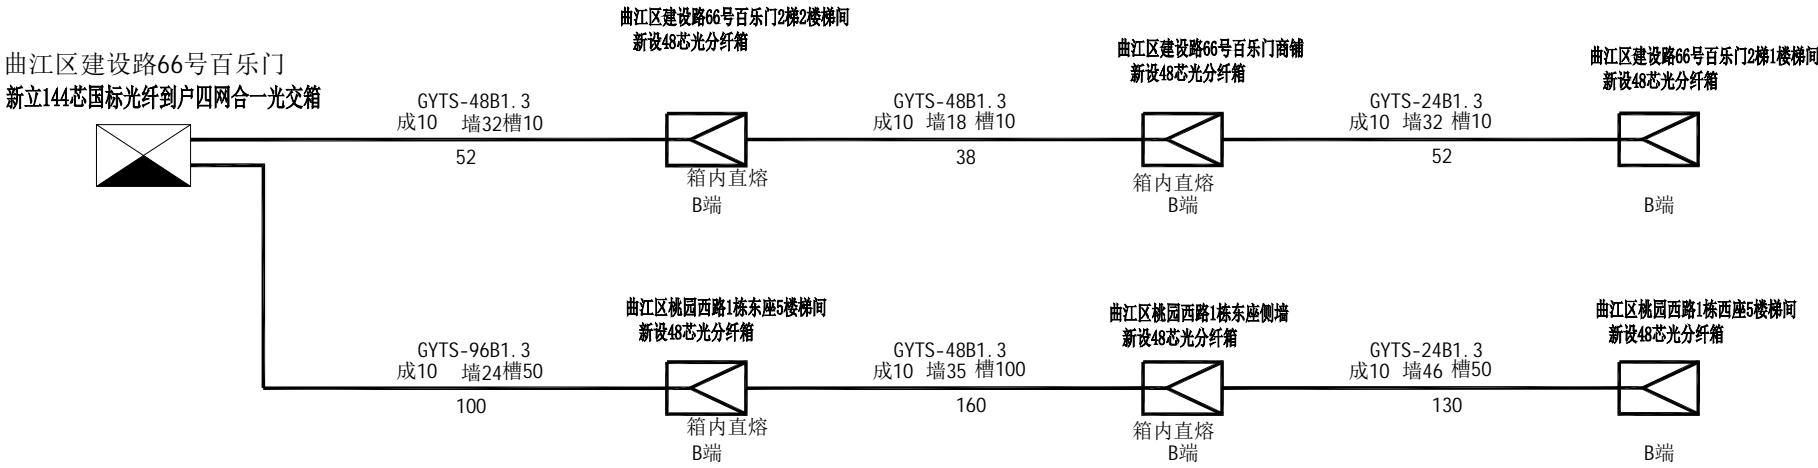 曲江区建设路66号百乐门
新立144芯国标光纤到户四网合一光交箱
GYTS-48B1.3
成10 墙32槽10
52
曲江区建设路66号百乐门2梯2楼梯间
新设48芯光分纤箱
箱内直熔
B端
GYTS-48B1.3
成10 墙18 槽10
38
曲江区建设路66号百乐门商铺
新设48芯光分纤箱
箱内直熔
B端
GYTS-24B1.3
成10 墙32 槽10
52
曲江区建设路66号百乐门2梯1楼梯间
新设48芯光分纤箱
B端
GYTS-96B1.3
成10 墙24槽50
100
曲江区桃园西路1栋东座5楼梯间
新设48芯光分纤箱
箱内直熔
B端
GYTS-48B1.3
成10 墙35 槽100
160
曲江区桃园西路1栋东座侧墙
新设48芯光分纤箱
箱内直熔
B端
GYTS-24B1.3
成10 墙46 槽50
130
曲江区桃园西路1栋西座5楼梯间
新设48芯光分纤箱
B端